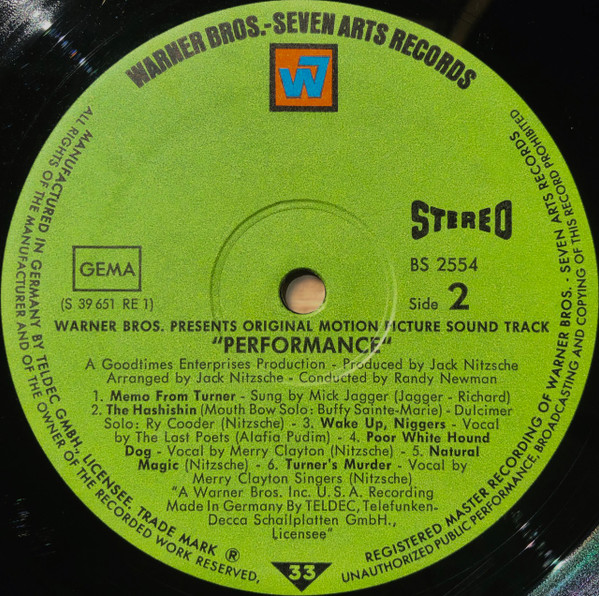 WARNER BROS.-SEVEN ARTS RECORDS
W7
STEREO
GEMA
BS 2554
(S 39 651 RE 1)
Side 2
WARNER BROS. PRESENTS ORIGINAL MOTION PICTURE SOUND TRACK
"PERFORMANCE"
A Goodtimes Enterprises Production - Produced by Jack Nitzsche
Arranged by Jack Nitzsche - Conducted by Randy Newman
1. Memo From Turner - Sung by Mick Jagger (Jagger - Richard)
2. The Hashishin (Mouth Bow Solo: Buffy Sainte-Marie) - Dulcimer
Solo: Ry Cooder (Nitzsche) - 3. Wake Up, Niggers - Vocal
by The Last Poets (Alafia Pudim) - 4. Poor White Hound
Dog - Vocal by Merry Clayton (Nitzsche) - 5. Natural
Magic (Nitzsche) - 6. Turner's Murder - Vocal by
Merry Clayton Singers (Nitzsche)
"A Warner Bros. Inc. U.S.A. Recording
Made In Germany By TELDEC, Telefunken-
Decca Schallplatten GmbH.,
Licensee"
33
MANUFACTURED IN GERMANY BY TELDEC GMBH., LICENSEE. TRADE MARK ®
ALL RIGHTS OF THE MANUFACTURER AND OF THE OWNER OF THE RECORDED WORK RESERVED,
REGISTERED MASTER RECORDING OF WARNER BROS. - SEVEN ARTS RECORDS
UNAUTHORIZED PUBLIC PERFORMANCE, BROADCASTING AND COPYING OF THIS RECORD PROHIBITED